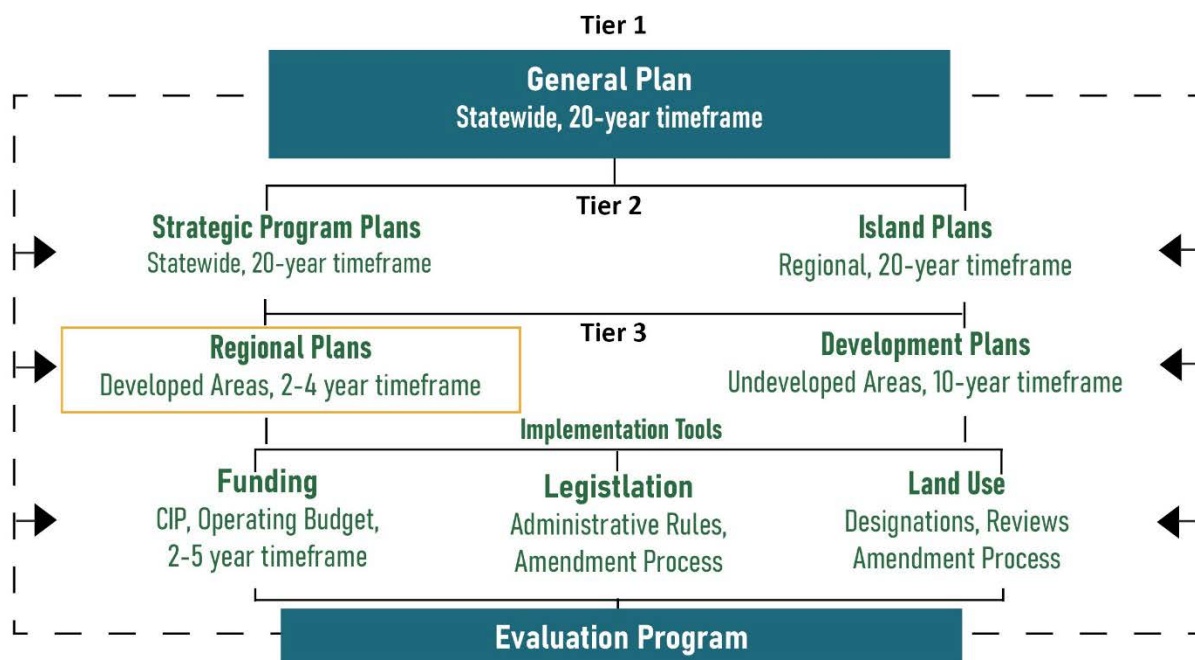 Tier 1
General Plan
Statewide, 20-year timeframe
Tier 2
Strategic Program Plans
Statewide, 20-year timeframe
Island Plans
Regional, 20-year timeframe
Tier 3
Regional Plans
Developed Areas, 2-4 year timeframe
Development Plans
Undeveloped Areas, 10-year timeframe
Implementation Tools
Funding
CIP, Operating Budget,
2-5 year timeframe
Legistlation
Administrative Rules,
Amendment Process
Land Use
Designations, Reviews
Amendment Process
Evaluation Program